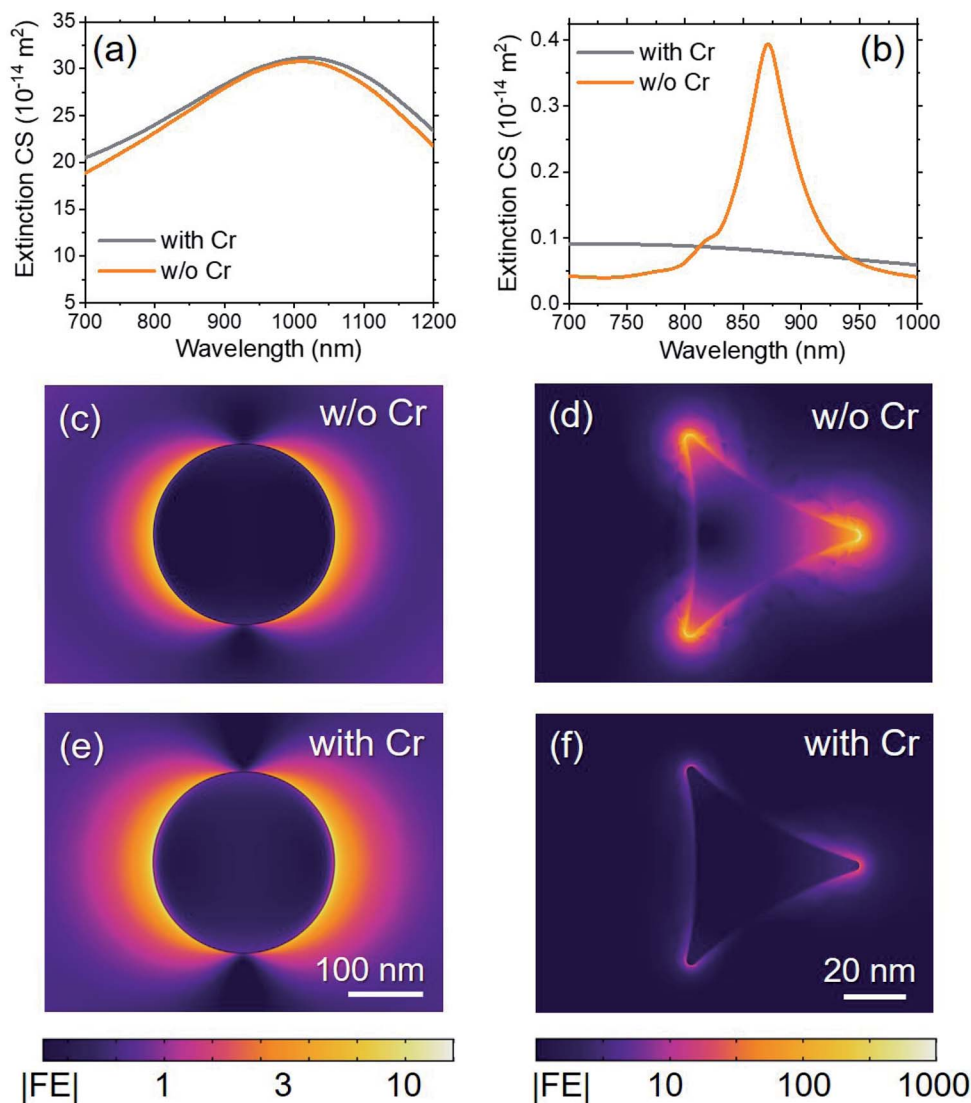 (a)
Extinction CS (10⁻¹⁴ m²)
35
30
25
20
15
10
5
with Cr
w/o Cr
700 800 900 1000 1100 1200
Wavelength (nm)
(b)
Extinction CS (10⁻¹⁴ m²)
0.4
0.3
0.2
0.1
0.0
with Cr
w/o Cr
700 750 800 850 900 950 1000
Wavelength (nm)
(c) w/o Cr
(d) w/o Cr
(e) with Cr
100 nm
(f) with Cr
20 nm
|FE| 1 3 10
|FE| 10 100 1000